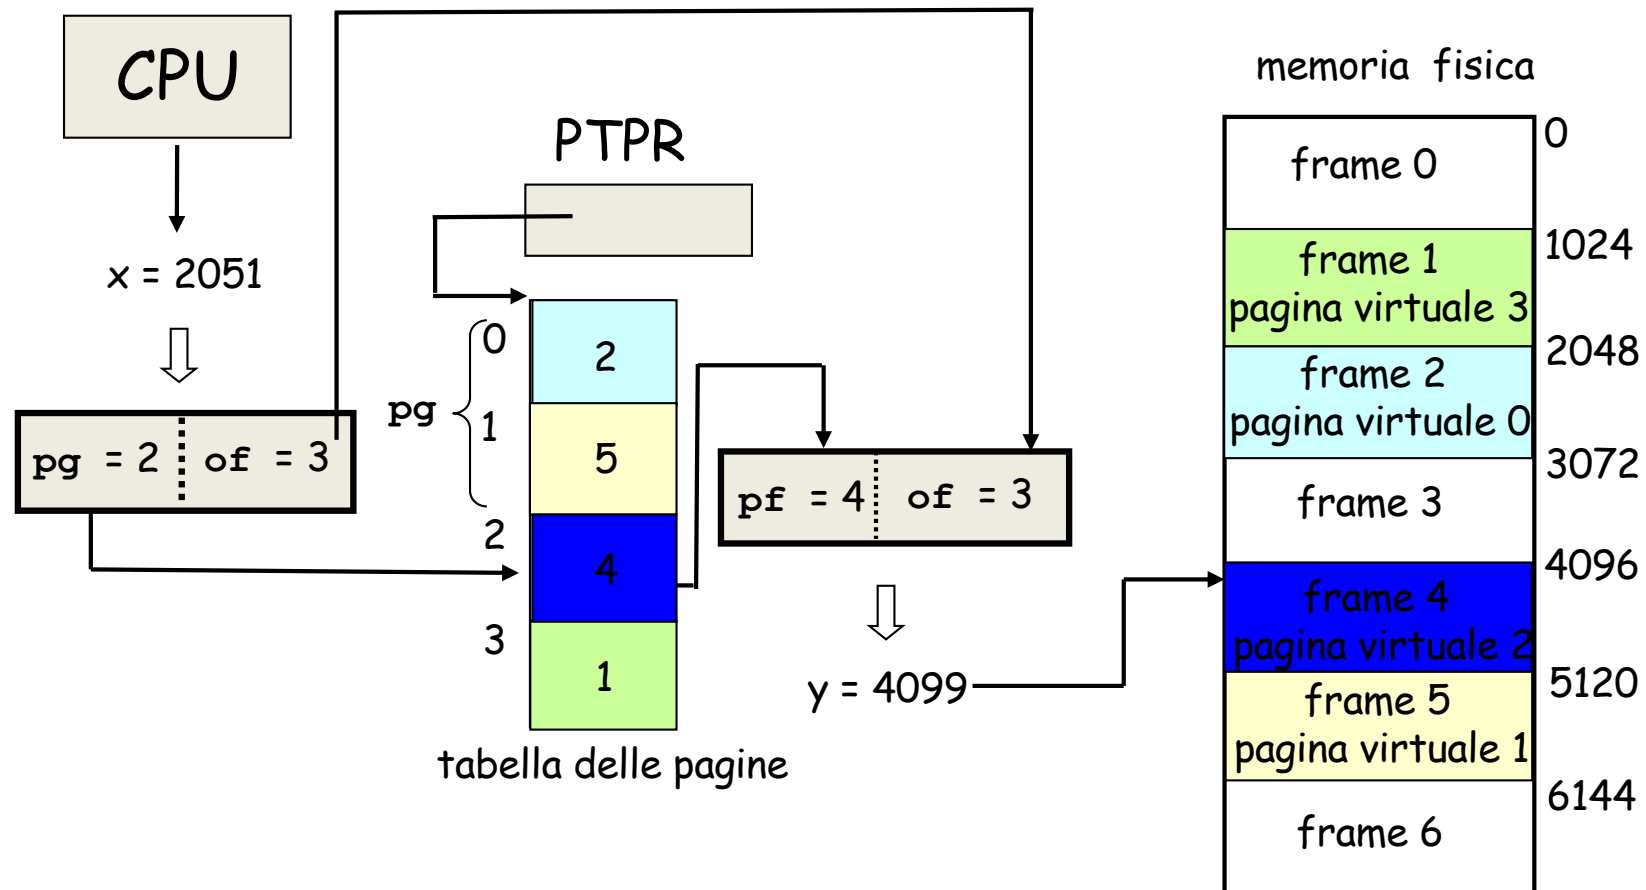 CPU
x = 2051
pg = 2 of = 3
PTPR
pg
0
1
2
3
2
5
4
1
tabella delle pagine
pf = 4 of = 3
y = 4099
memoria fisica
frame 0
frame 1
pagina virtuale 3
frame 2
pagina virtuale 0
frame 3
frame 4
pagina virtuale 2
frame 5
pagina virtuale 1
frame 6
0
1024
2048
3072
4096
5120
6144